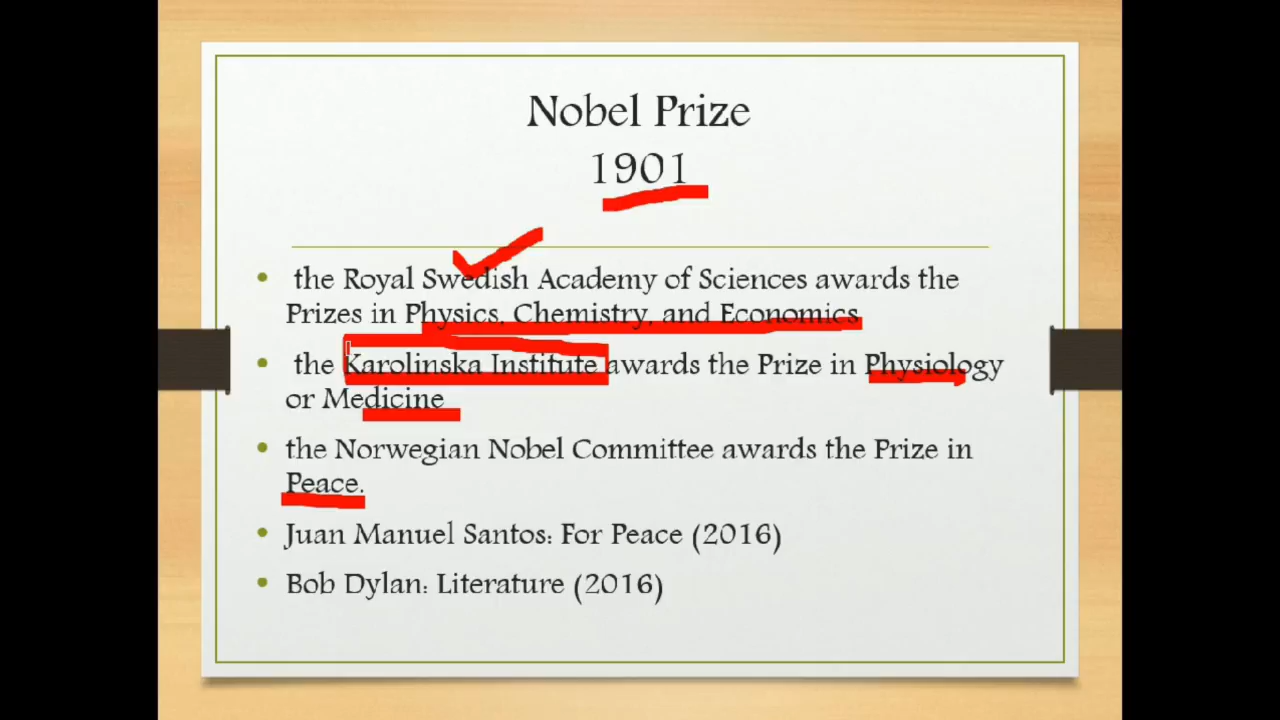 Nobel Prize
1901
the Royal Swedish Academy of Sciences awards the
Prizes in Physics, Chemistry, and Economics
the Karolinska Institute awards the Prize in Physiology
or Medicine
the Norwegian Nobel Committee awards the Prize in
Peace.
Juan Manuel Santos: For Peace (2016)
Bob Dylan: Literature (2016)